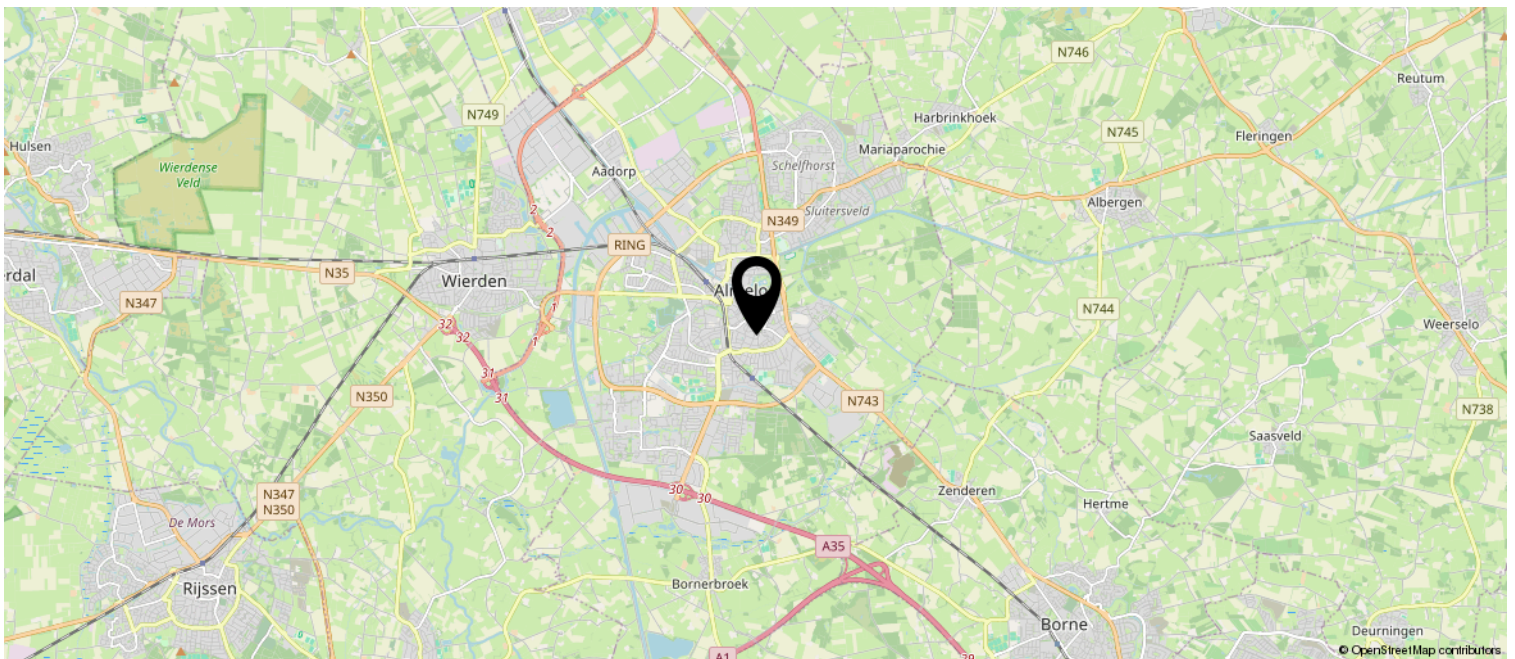 N746
Reutum
N749
Harbrinkhoek
N745
Fleringen
Hulsen
Mariaparochie
Wierdense
Veld
Schelfhorst
Aadorp
Albergen
2
2
Sluitersveld
N349
RING
erdal
N35
Wierden
N347
N744
32
32
1
1
Weerselo
31
31
N350
N743
N738
Saasveld
N347
N350
30
30
Zenderen
Hertme
De Mors
A35
Rijssen
Bornerbroek
Borne
Deurningen
A1
29
© OpenStreetMap contributors